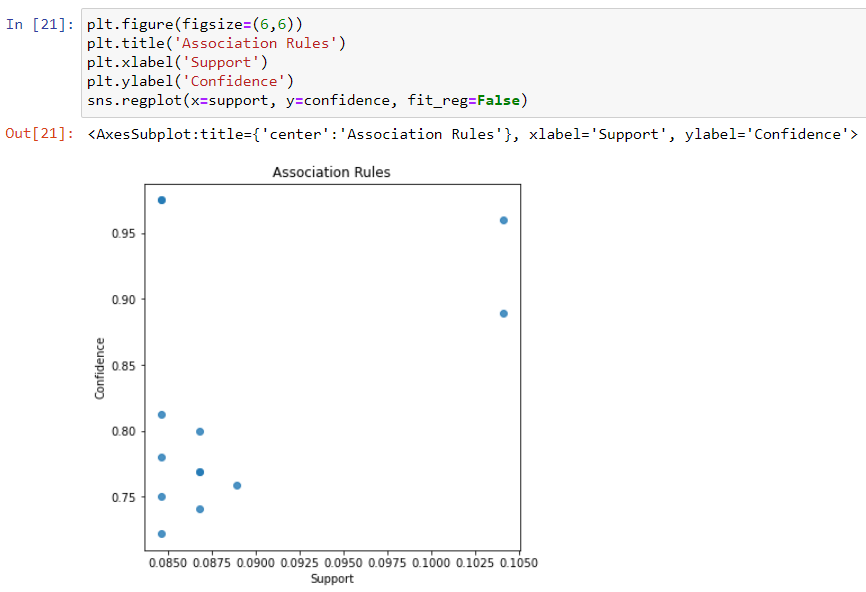 In [21]: plt.figure(figsize=(6,6))
plt.title('Association Rules')
plt.xlabel('Support')
plt.ylabel('Confidence')
sns.regplot(x=support, y=confidence, fit_reg=False)
Out[21]: <AxesSubplot:title={'center':'Association Rules'}, xlabel='Support', ylabel='Confidence'>
Association Rules
0.95
0.90
0.85
0.80
0.75
Confidence
0.0850 0.0875 0.0900 0.0925 0.0950 0.0975 0.1000 0.1025 0.1050
Support